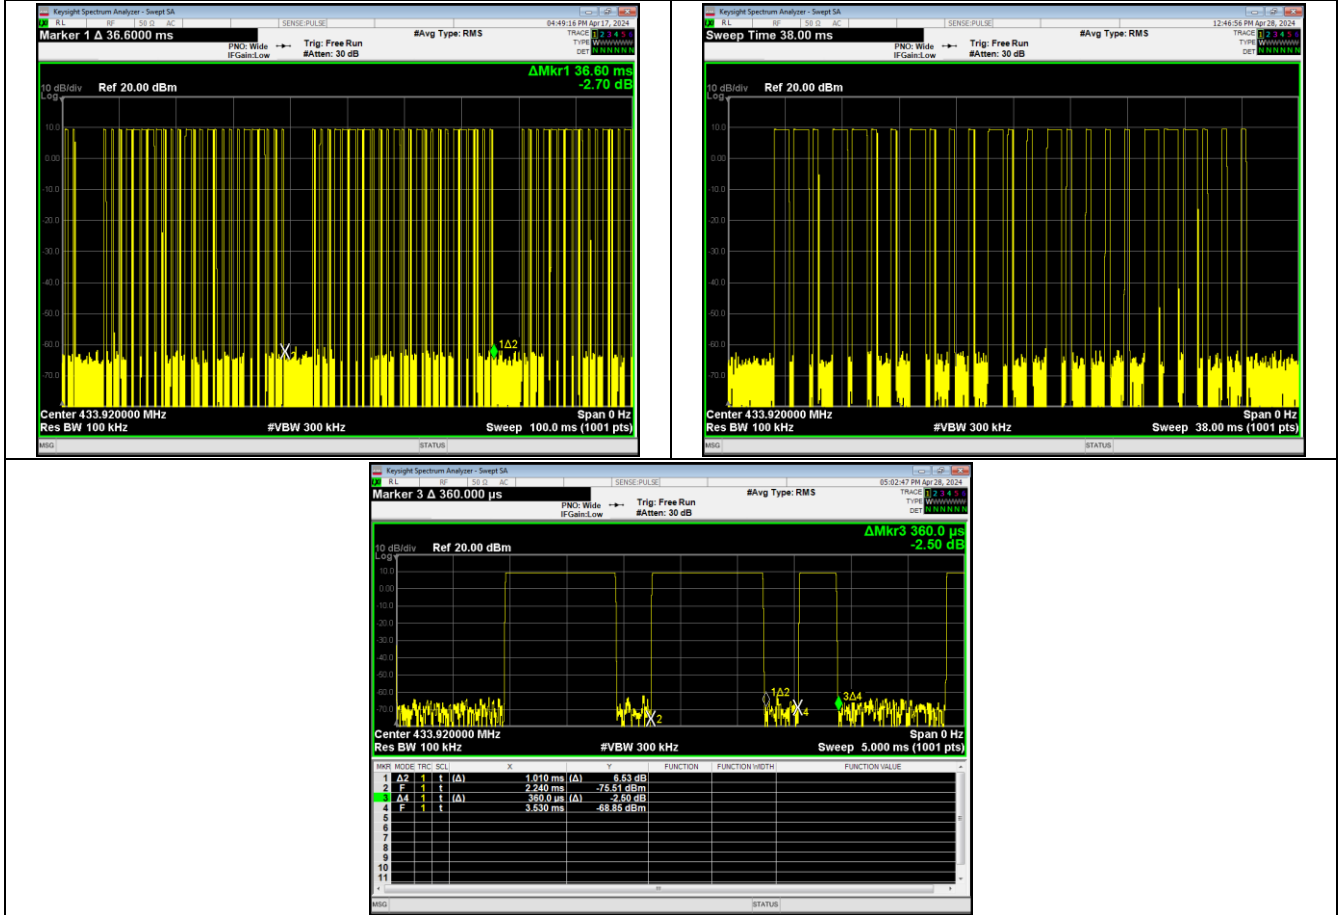 Keysight Spectrum Analyzer - Swept SA
RL RF 50 Ω AC SENSE:PULSE 04:49:16 PM Apr 17, 2024
Marker 1 Δ 36.6000 ms #Avg Type: RMS TRACE 1 2 3 4 5 6
PNO: Wide Trig: Free Run TYPE WWWWWW
IFGain:Low #Atten: 30 dB DET N N N N N N
ΔMkr1 36.60 ms
-2.70 dB
10 dB/div Ref 20.00 dBm
Log
10.0
0.00
-10.0
-20.0
-30.0
-40.0
-50.0
-60.0
-70.0
2
1Δ2
Center 433.920000 MHz Span 0 Hz
Res BW 100 kHz #VBW 300 kHz Sweep 100.0 ms (1001 pts)
MSG STATUS
Keysight Spectrum Analyzer - Swept SA
RL RF 50 Ω AC SENSE:PULSE 12:46:56 PM Apr 28, 2024
Sweep Time 38.00 ms #Avg Type: RMS TRACE 1 2 3 4 5 6
PNO: Wide Trig: Free Run TYPE WWWWWW
IFGain:Low #Atten: 30 dB DET N N N N N N
10 dB/div Ref 20.00 dBm
Log
10.0
0.00
-10.0
-20.0
-30.0
-40.0
-50.0
-60.0
-70.0
Center 433.920000 MHz Span 0 Hz
Res BW 100 kHz #VBW 300 kHz Sweep 38.00 ms (1001 pts)
MSG STATUS
Keysight Spectrum Analyzer - Swept SA
RL RF 50 Ω AC SENSE:PULSE 05:02:47 PM Apr 28, 2024
Marker 3 Δ 360.000 µs #Avg Type: RMS TRACE 1 2 3 4 5 6
PNO: Wide Trig: Free Run TYPE WWWWWW
IFGain:Low #Atten: 30 dB DET N N N N N N
ΔMkr3 360.0 µs
-2.50 dB
10 dB/div Ref 20.00 dBm
Log
10.0
0.00
-10.0
-20.0
-30.0
-40.0
-50.0
-60.0
-70.0
1Δ2 3Δ4
2 4
Center 433.920000 MHz Span 0 Hz
Res BW 100 kHz #VBW 300 kHz Sweep 5.000 ms (1001 pts)
MKR MODE TRC SCL X Y FUNCTION FUNCTION WIDTH FUNCTION VALUE
1 Δ2 1 t (Δ) 1.010 ms (Δ) 6.53 dB
2 F 1 t 2.240 ms -75.51 dBm
3 Δ4 1 t (Δ) 360.0 µs (Δ) -2.50 dB
4 F 1 t 3.530 ms -68.85 dBm
5
6
7
8
9
10
11
MSG STATUS